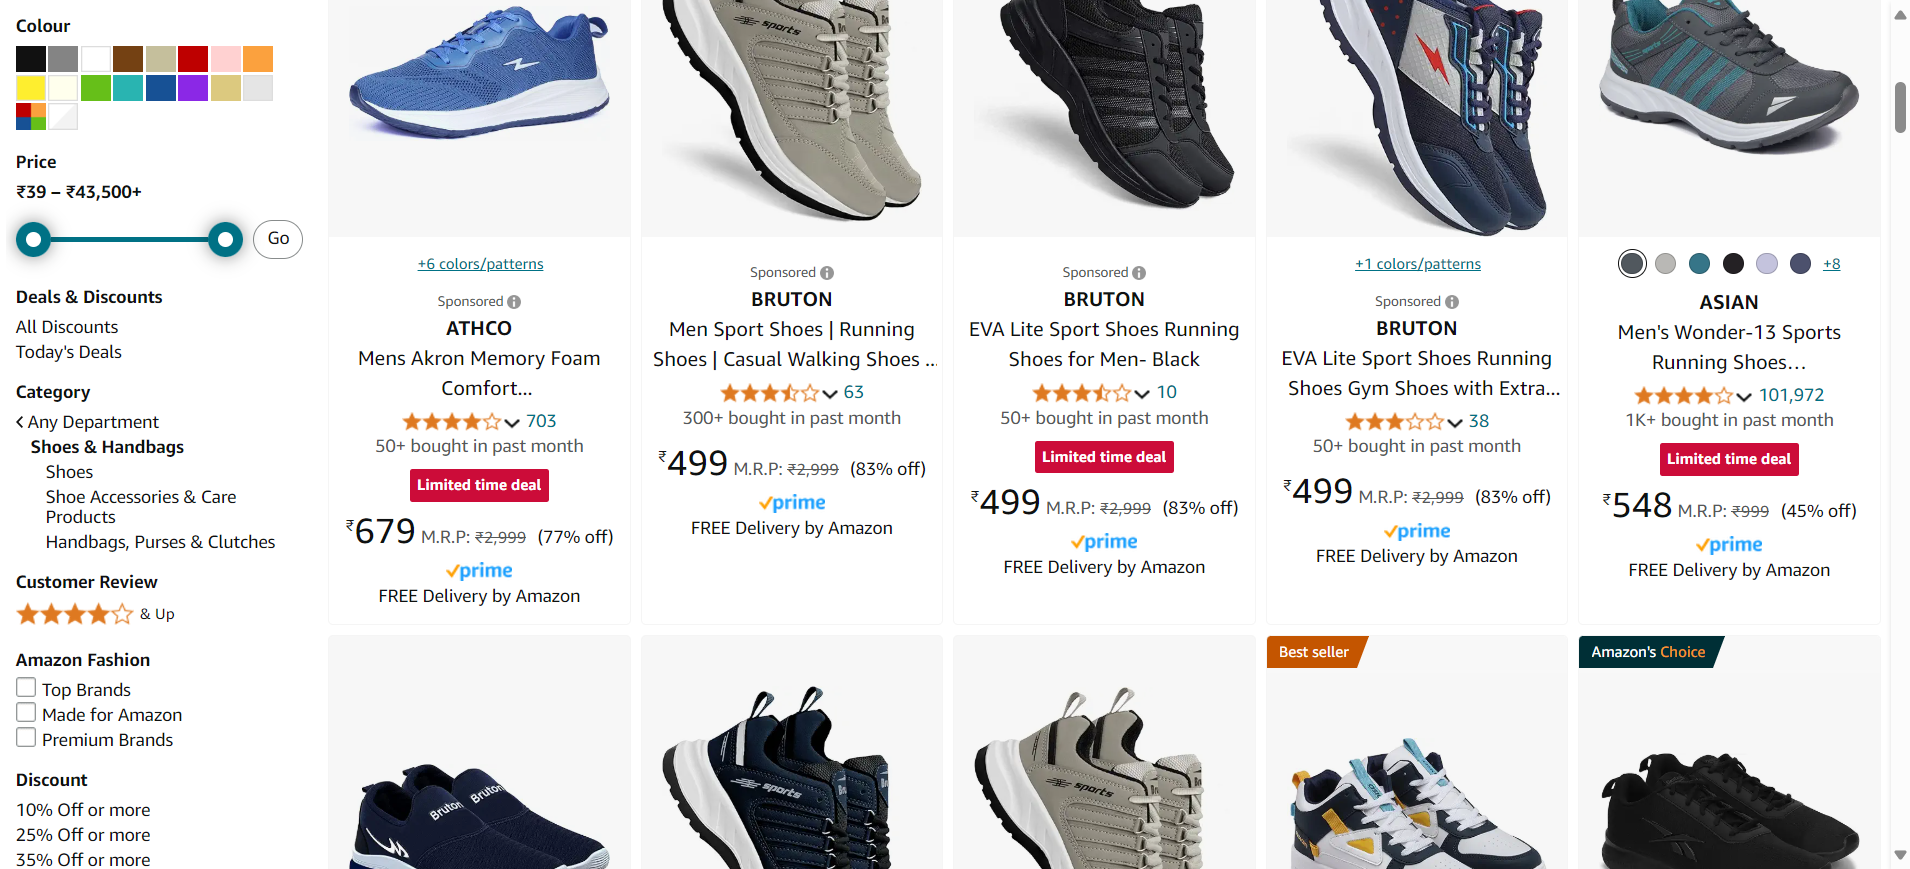 Colour
Price
₹39 – ₹43,500+
Go
Deals & Discounts
All Discounts
Today's Deals
Category
Any Department
Shoes & Handbags
Shoes
Shoe Accessories & Care
Products
Handbags, Purses & Clutches
Customer Review
& Up
Amazon Fashion
Top Brands
Made for Amazon
Premium Brands
Discount
10% Off or more
25% Off or more
35% Off or more
+6 colors/patterns
Sponsored
ATHCO
Mens Akron Memory Foam
Comfort...
703
50+ bought in past month
Limited time deal
₹679 M.R.P: ₹2,999 (77% off)
prime
FREE Delivery by Amazon
sports
Sponsored
BRUTON
Men Sport Shoes | Running
Shoes | Casual Walking Shoes ...
63
300+ bought in past month
₹499 M.R.P: ₹2,999 (83% off)
prime
FREE Delivery by Amazon
Sponsored
BRUTON
EVA Lite Sport Shoes Running
Shoes for Men- Black
10
50+ bought in past month
Limited time deal
₹499 M.R.P: ₹2,999 (83% off)
prime
FREE Delivery by Amazon
+1 colors/patterns
Sponsored
BRUTON
EVA Lite Sport Shoes Running
Shoes Gym Shoes with Extra...
38
50+ bought in past month
₹499 M.R.P: ₹2,999 (83% off)
prime
FREE Delivery by Amazon
+8
ASIAN
Men's Wonder-13 Sports
Running Shoes...
101,972
1K+ bought in past month
Limited time deal
₹548 M.R.P: ₹999 (45% off)
prime
FREE Delivery by Amazon
Bruton
Bruton
sports
sports
Best seller
Amazon's Choice